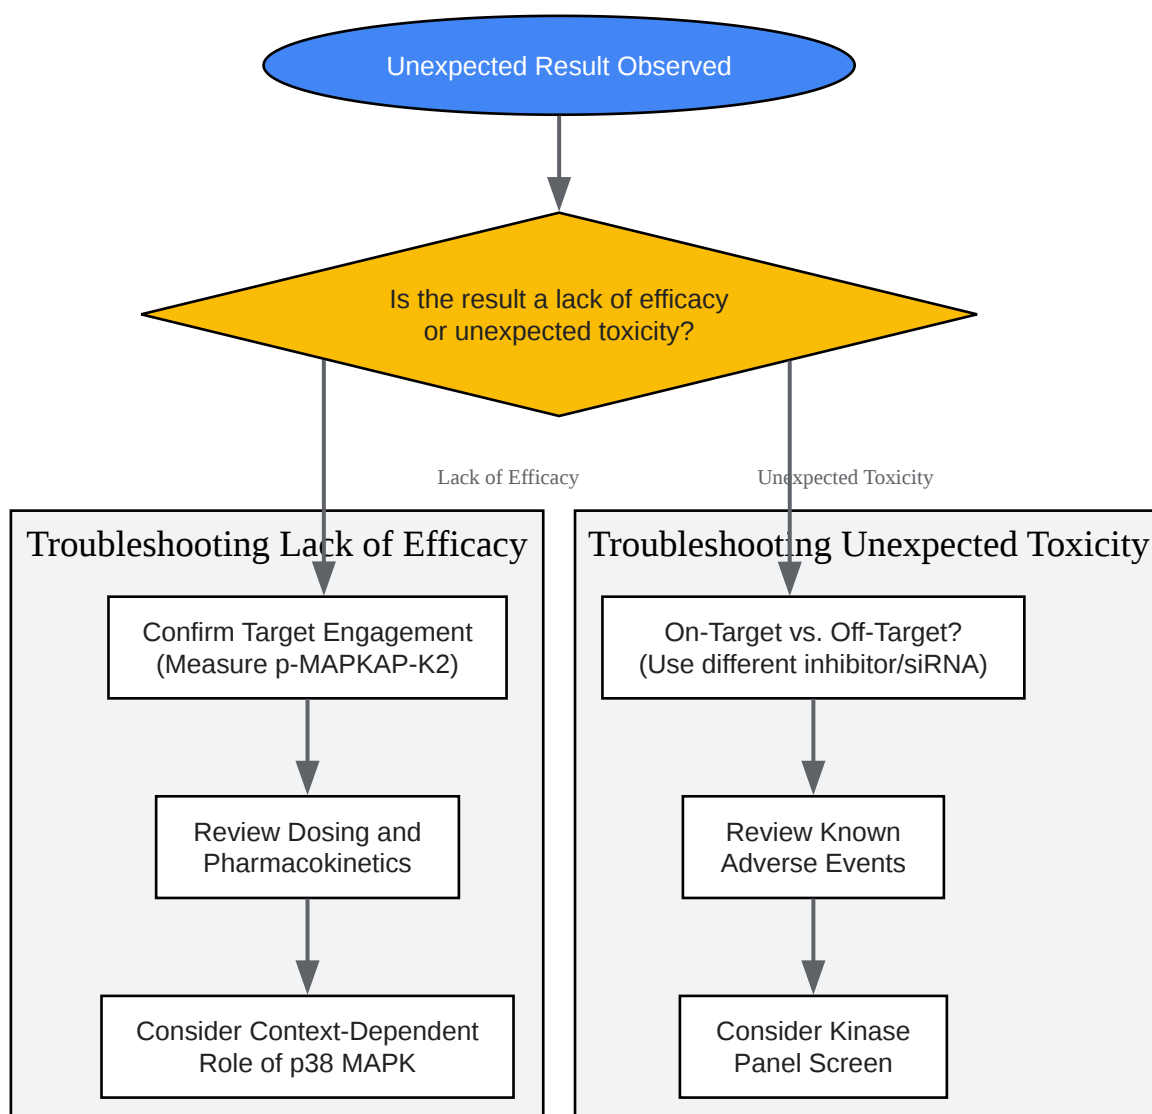 Unexpected Result Observed
Is the result a lack of efficacy
or unexpected toxicity?
Lack of Efficacy
Unexpected Toxicity
Troubleshooting Lack of Efficacy
Confirm Target Engagement
(Measure p-MAPKAP-K2)
Review Dosing and
Pharmacokinetics
Consider Context-Dependent
Role of p38 MAPK
Troubleshooting Unexpected Toxicity
On-Target vs. Off-Target?
(Use different inhibitor/siRNA)
Review Known
Adverse Events
Consider Kinase
Panel Screen